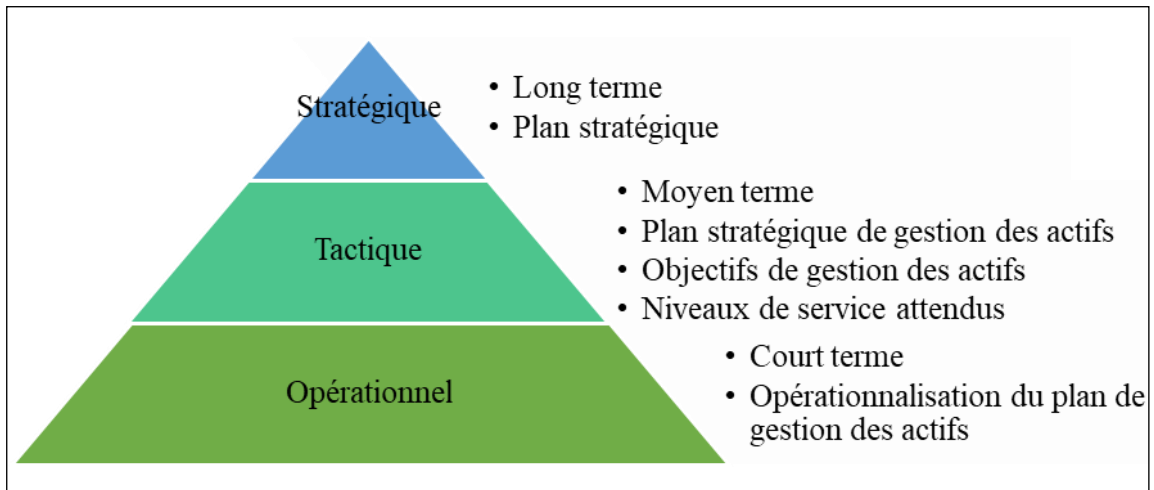 Stratégique
• Long terme
• Plan stratégique
Tactique
• Moyen terme
• Plan stratégique de gestion des actifs
• Objectifs de gestion des actifs
• Niveaux de service attendus
Opérationnel
• Court terme
• Opérationnalisation du plan de
gestion des actifs